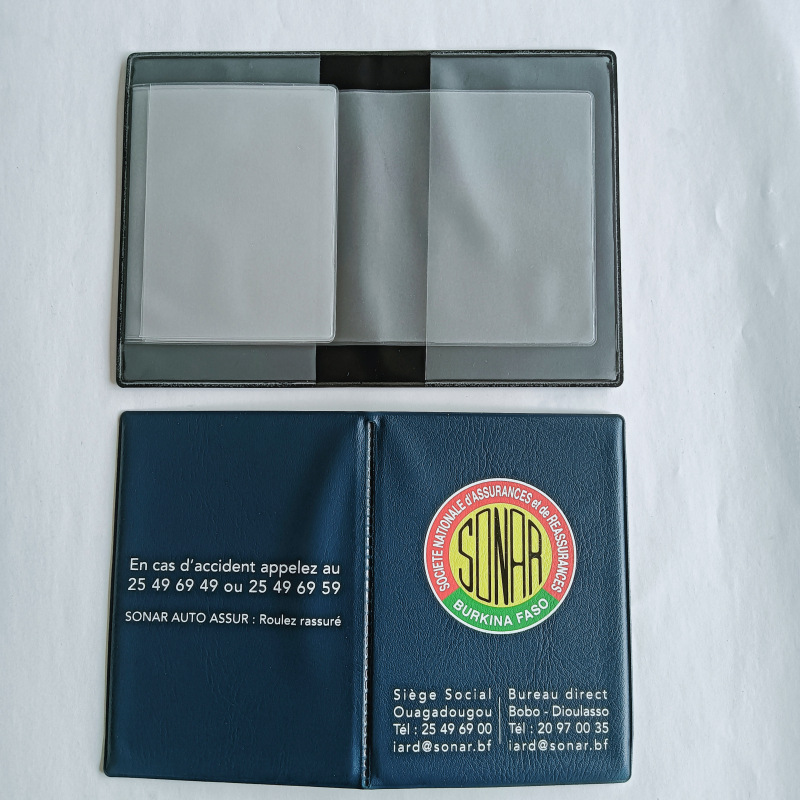 En cas d'accident appelez au
25 49 69 49 ou 25 49 69 59
SONAR AUTO ASSUR : Roulez rassuré
SOCIETE NATIONALE d'ASSURANCES et de REASSURANCES
SONAR
BURKINA FASO
Siège Social
Ouagadougou
Tél : 25 49 69 00
iard@sonar.bf
Bureau direct
Bobo - Dioulasso
Tél : 20 97 00 35
iard@sonar.bf